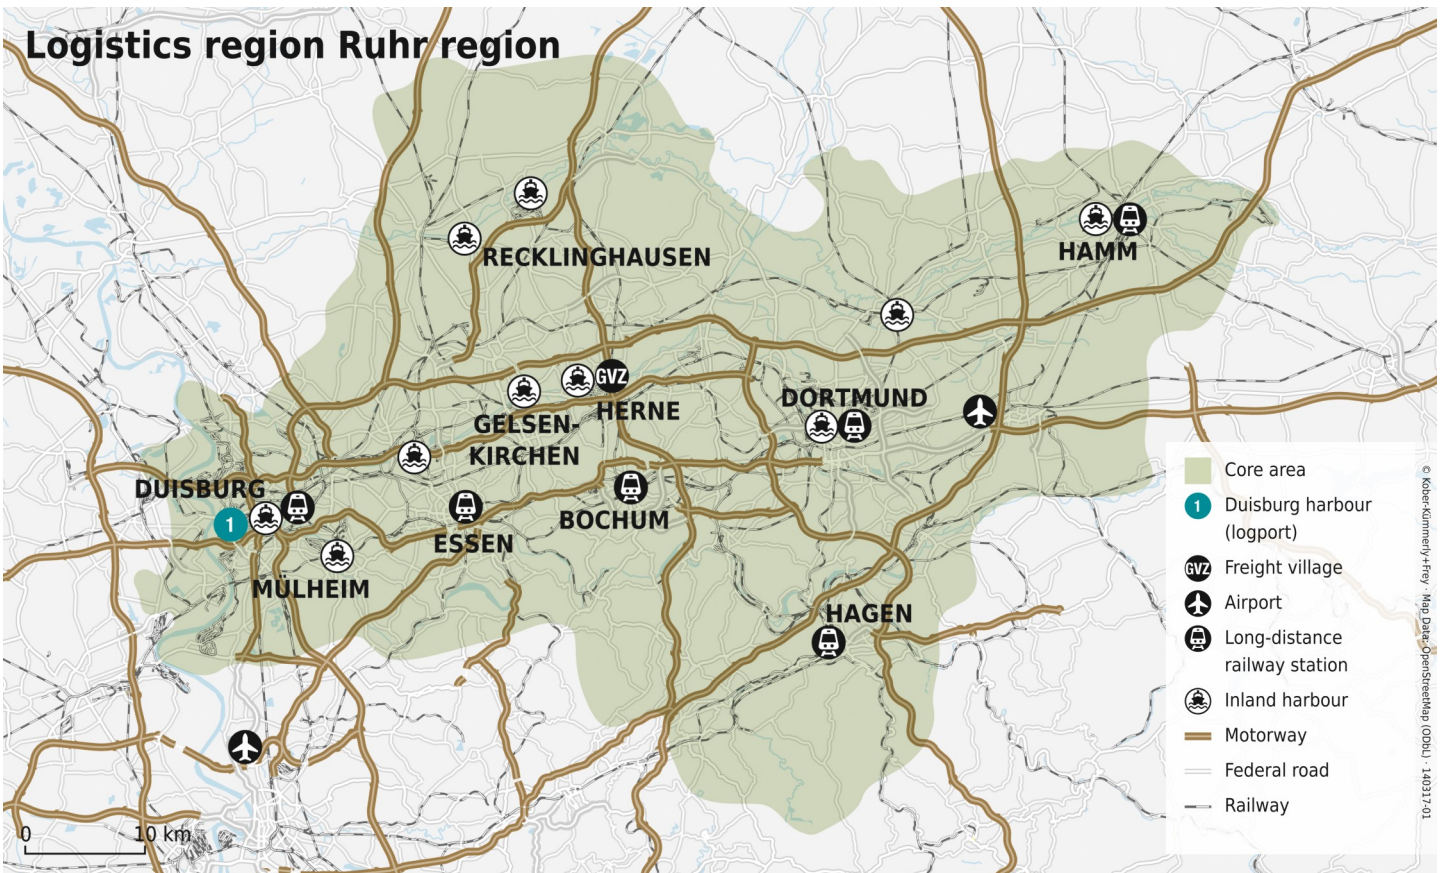 Logistics region Ruhr region
RECKLINGHAUSEN
HAMM
GVZ
HERNE
GELSEN-
KIRCHEN
DORTMUND
DUISBURG
1
BOCHUM
ESSEN
MÜLHEIM
HAGEN
0 10 km
Core area
1 Duisburg harbour
(logport)
GVZ Freight village
Airport
Long-distance
railway station
Inland harbour
Motorway
Federal road
Railway
© Kober-Kümmerly+Frey · Map Data: OpenStreetMap (ODbL) · 140317-01